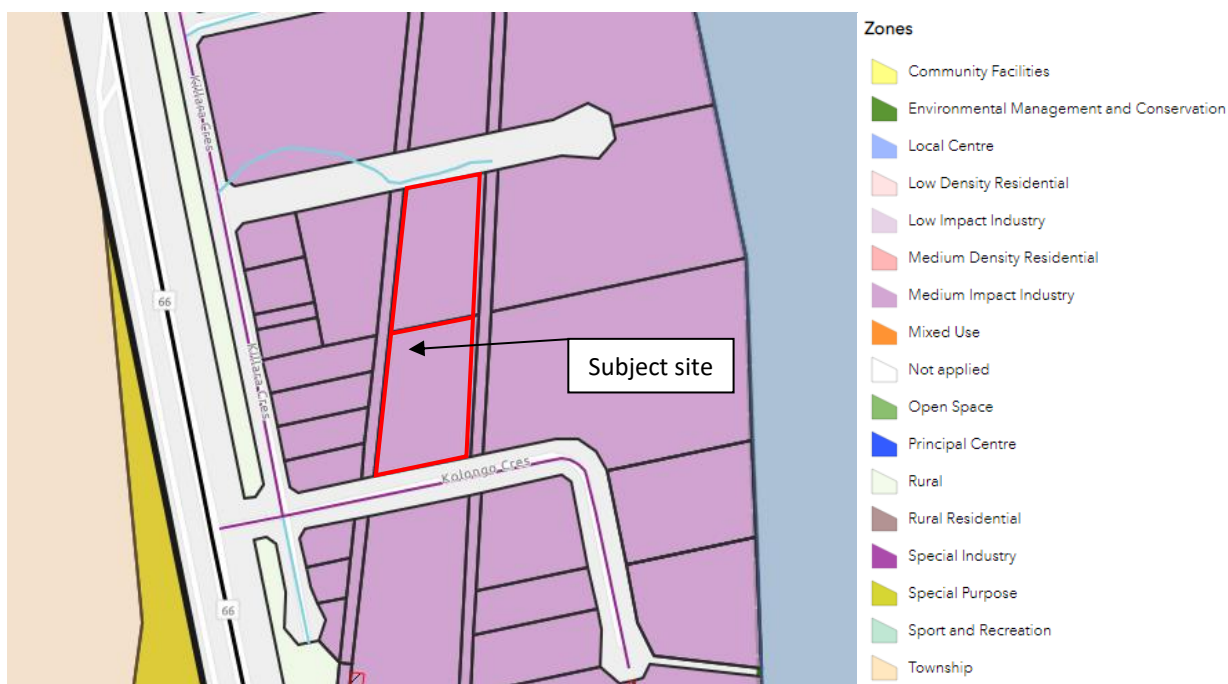 Killara Cres
66
Killara Cres
Subject site
Kolongo Cres
66
Zones
Community Facilities
Environmental Management and Conservation
Local Centre
Low Density Residential
Low Impact Industry
Medium Density Residential
Medium Impact Industry
Mixed Use
Not applied
Open Space
Principal Centre
Rural
Rural Residential
Special Industry
Special Purpose
Sport and Recreation
Township